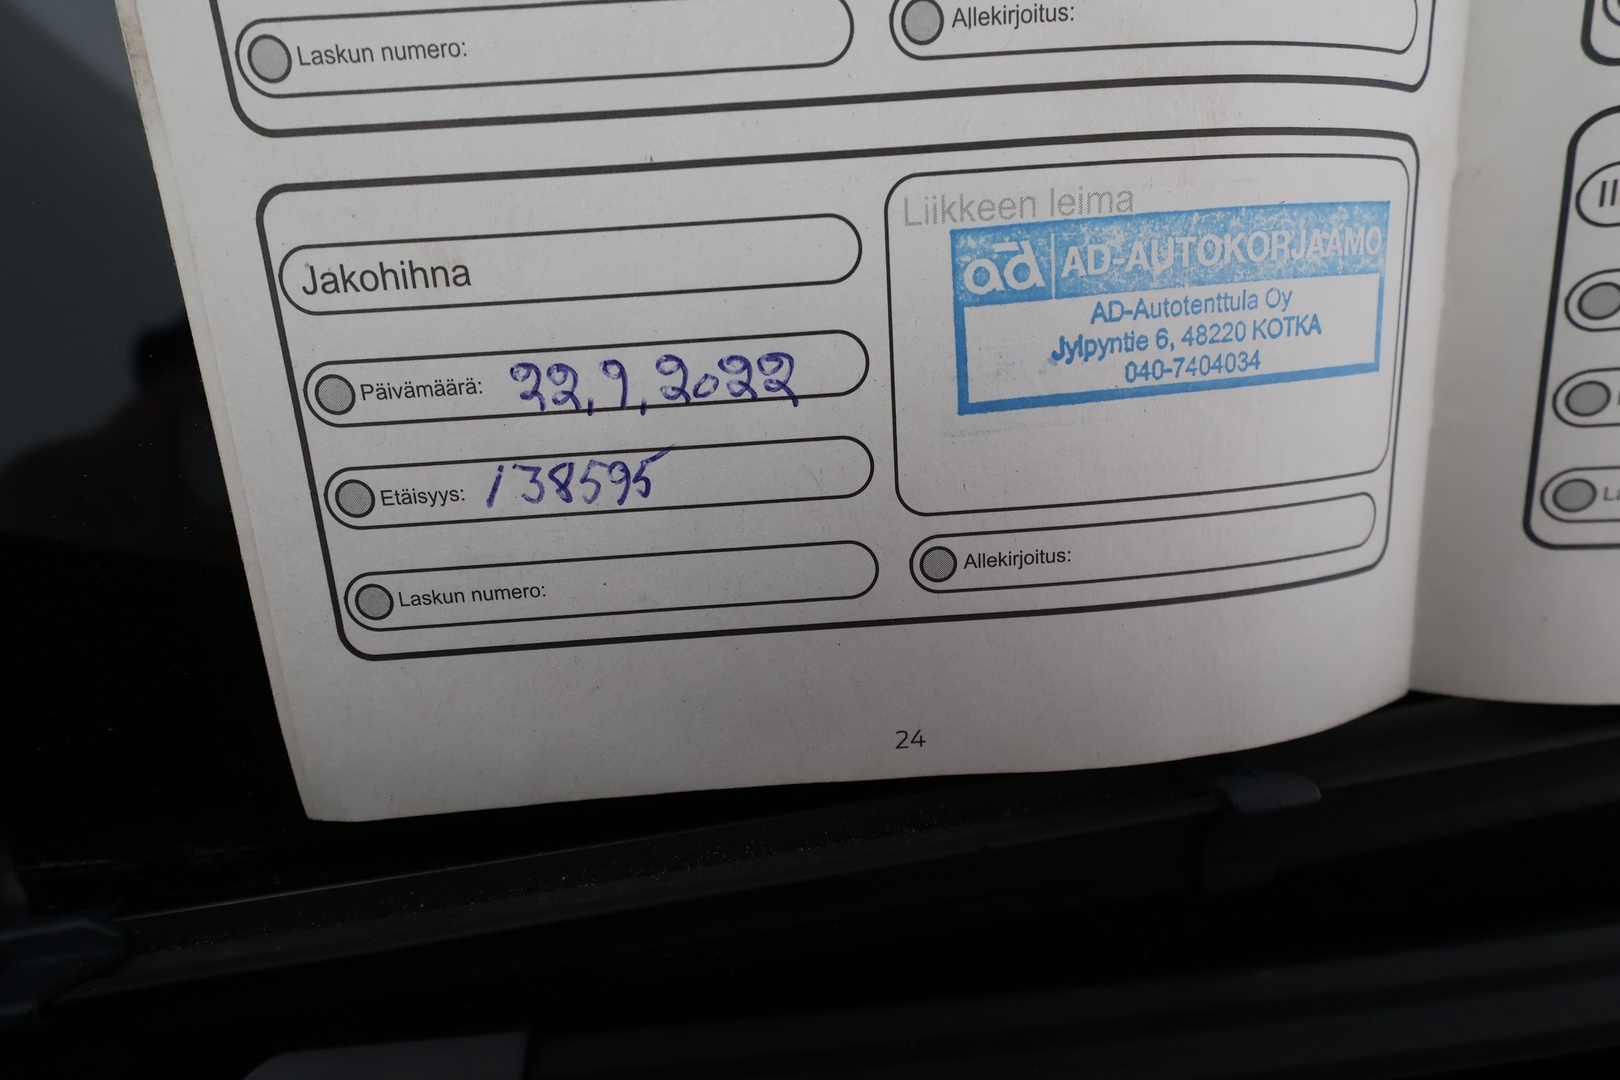 Laskun numero:
Allekirjoitus:
Jakohihna
Päivämäärä: 22.9.2022
Etäisyys: 138595
Laskun numero:
Liikkeen leima
ad AD-AUTOKORJAAMO
AD-Autotenttula Oy
Jylpyntie 6, 48220 KOTKA
040-7404034
Allekirjoitus:
24